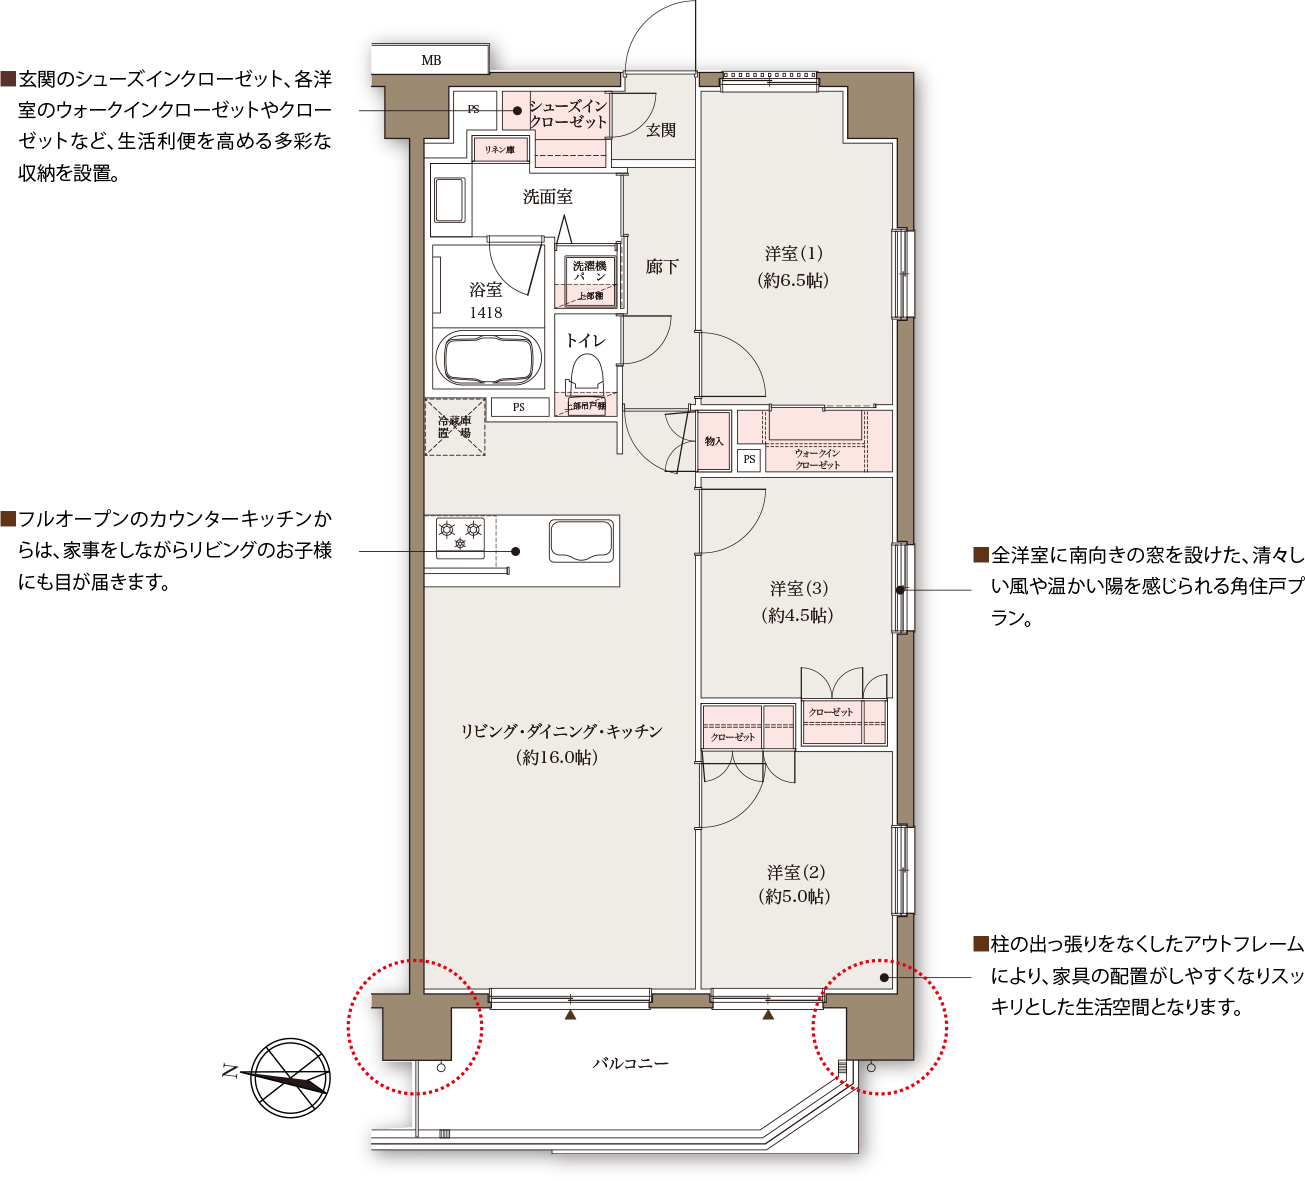 MB
■玄関のシューズインクローゼット、各洋
室のウォークインクローゼットやクロー
ゼットなど、生活利便を高める多彩な
収納を設置。
PS
シューズイン
クローゼット
玄関
リネン庫
洗面室
洋室(1)
(約6.5帖)
廊下
洗濯機
パン
上部棚
浴室
1418
トイレ
上部吊戸棚
PS
冷蔵庫
置場
物入
PS
ウォークイン
クローゼット
■フルオープンのカウンターキッチンか
らは、家事をしながらリビングのお子様
にも目が届きます。
■全洋室に南向きの窓を設けた、清々し
い風や温かい陽を感じられる角住戸プ
ラン。
洋室(3)
(約4.5帖)
クローゼット
クローゼット
リビング・ダイニング・キッチン
(約16.0帖)
洋室(2)
(約5.0帖)
■柱の出っ張りをなくしたアウトフレーム
により、家具の配置がしやすくなりスッ
キリとした生活空間となります。
バルコニー
N